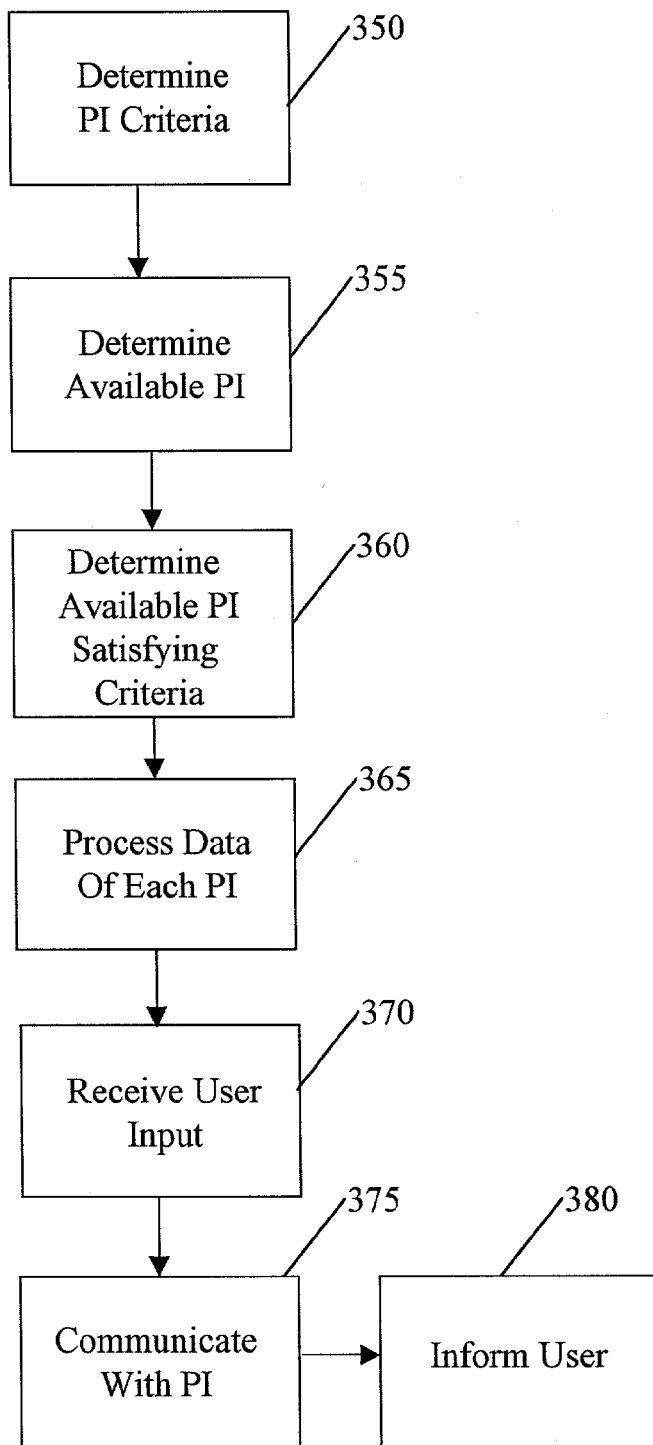 350
Determine
PI Criteria
355
Determine
Available PI
360
Determine
Available PI
Satisfying
Criteria
365
Process Data
Of Each PI
370
Receive User
Input
375
380
Communicate
With PI
Inform User